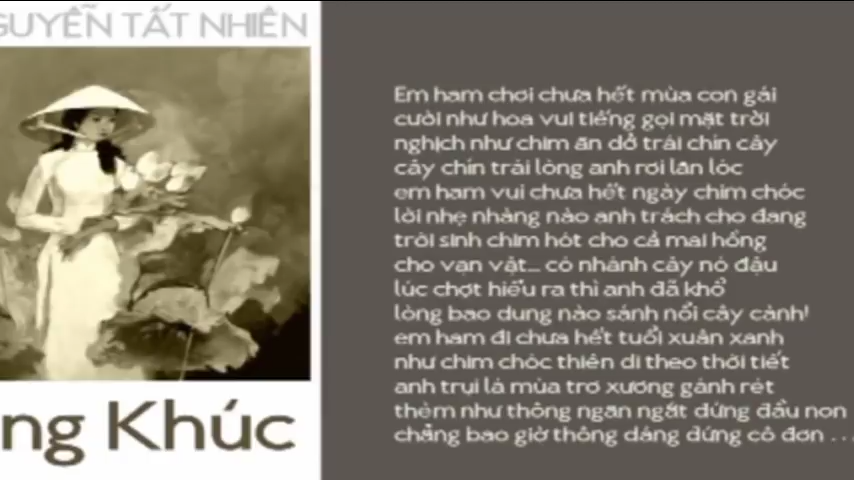 GUYỄN TẤT NHIÊN
ng Khúc
Em ham chơi chưa hết mùa con gái
cười như hoa vui tiếng gọi mặt trời
nghịch như chim ăn dở trái chín cây
cây chín trái lòng anh rơi lăn lóc
em ham vui chưa hết ngày chim chóc
lời nhẹ nhàng nào anh trách cho đang
trời sinh chim hót cho cả mai hồng
cho vạn vật... có nhánh cây nó đậu
lúc chợt hiểu ra thì anh đã khổ
lòng bao dung nào sánh nổi cây cành!
em ham đi chưa hết tuổi xuân xanh
như chim chóc thiên di theo thời tiết
anh trụi lá mùa trơ xương gánh rét
thèm như thông ngăn ngắt đứng đầu non
chẳng bao giờ thông dáng đứng cô đơn . . .